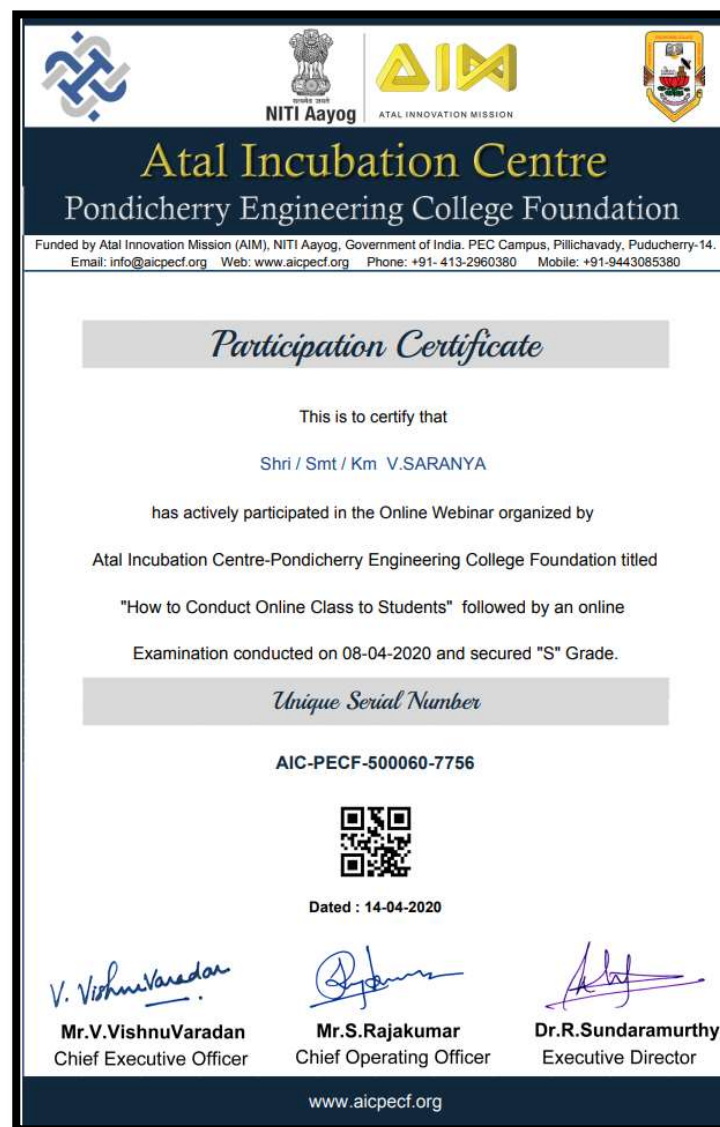 सत्यमेव जयते
NITI Aayog
AIM
ATAL INNOVATION MISSION
Atal Incubation Centre
Pondicherry Engineering College Foundation
Funded by Atal Innovation Mission (AIM), NITI Aayog, Government of India. PEC Campus, Pillichavady, Puducherry-14.
Email: info@aicpecf.org Web: www.aicpecf.org Phone: +91- 413-2960380 Mobile: +91-9443085380
Participation Certificate
This is to certify that
Shri / Smt / Km V.SARANYA
has actively participated in the Online Webinar organized by
Atal Incubation Centre-Pondicherry Engineering College Foundation titled
"How to Conduct Online Class to Students" followed by an online
Examination conducted on 08-04-2020 and secured "S" Grade.
Unique Serial Number
AIC-PECF-500060-7756
Dated : 14-04-2020
V. VishnuVaradan
Mr.V.VishnuVaradan Mr.S.Rajakumar Dr.R.Sundaramurthy
Chief Executive Officer Chief Operating Officer Executive Director
www.aicpecf.org